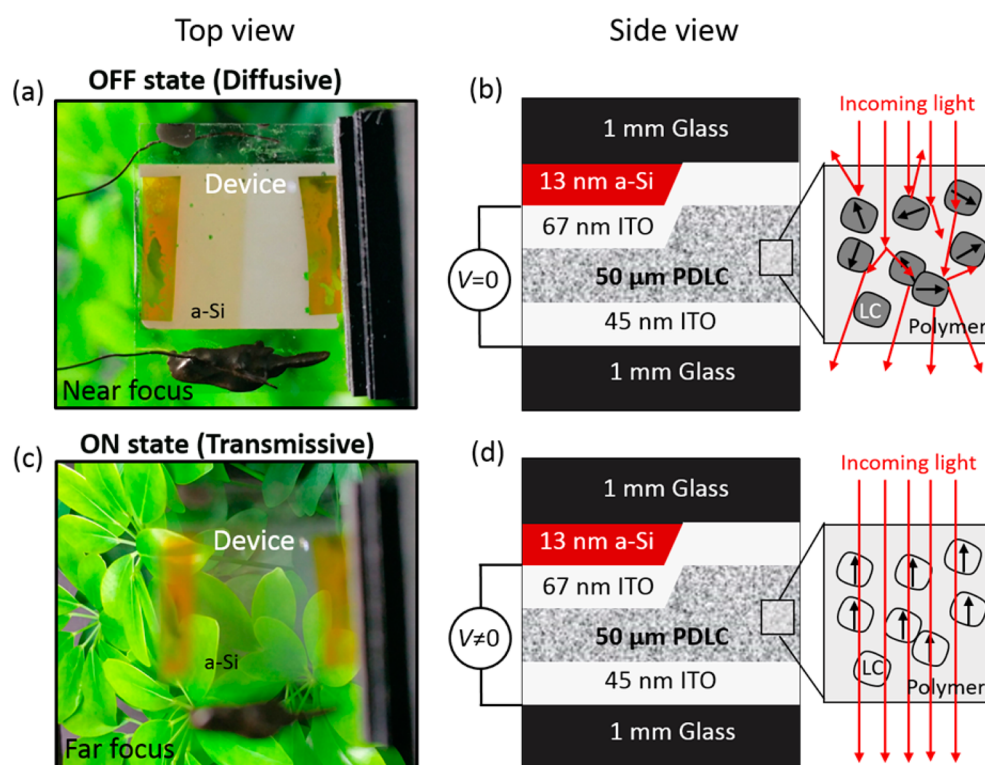 Top view
Side view
(a)
OFF state (Diffusive)
Device
a-Si
Near focus
(b)
1 mm Glass
13 nm a-Si
67 nm ITO
50 μm PDLC
45 nm ITO
1 mm Glass
V=0
Incoming light
LC
Polymer
(c)
ON state (Transmissive)
Device
a-Si
Far focus
(d)
1 mm Glass
13 nm a-Si
67 nm ITO
50 μm PDLC
45 nm ITO
1 mm Glass
V≠0
Incoming light
LC
Polymer